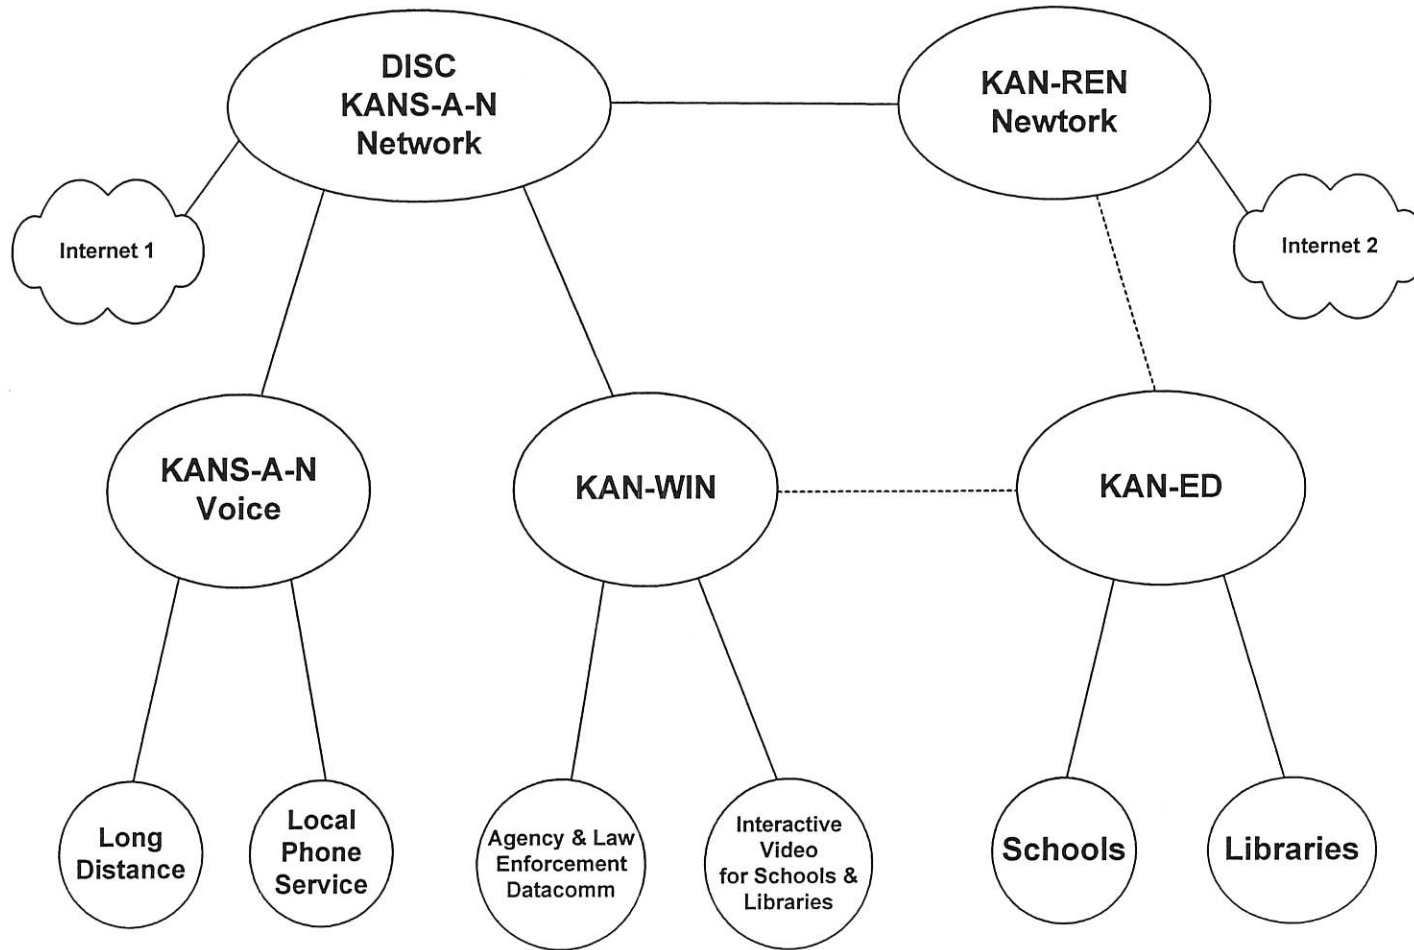 DISC
KANS-A-N
Network
KAN-REN
Newtork
Internet 1
Internet 2
KANS-A-N
Voice
KAN-WIN
KAN-ED
Long
Distance
Local
Phone
Service
Agency & Law
Enforcement
Datacomm
Interactive
Video
for Schools &
Libraries
Schools
Libraries